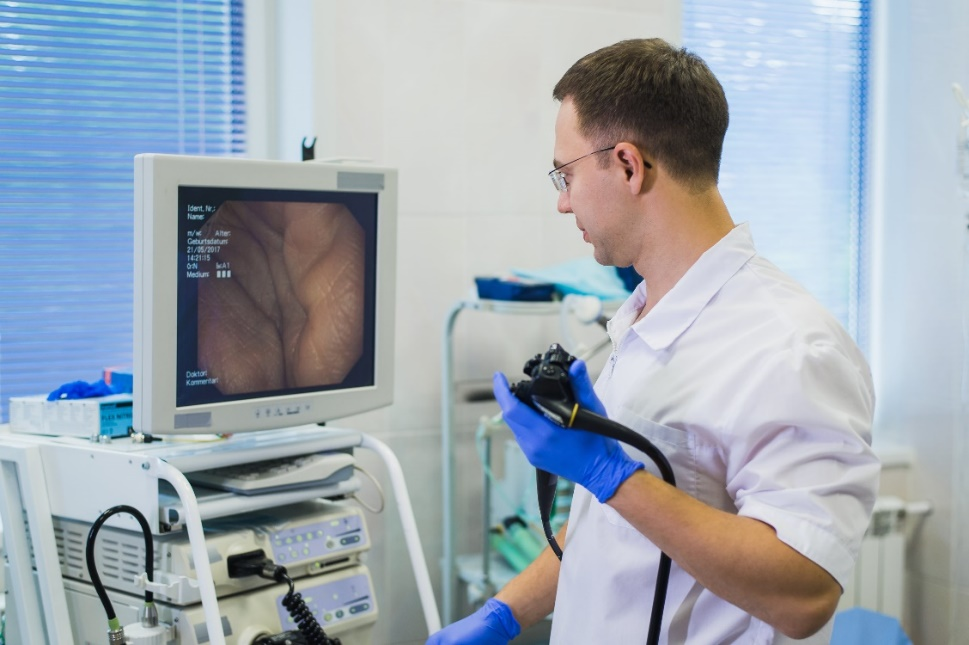 Ident. Nr.:
Name:
m/w: Alter:
Geburtsdatum:
21/05/2017
14:21:15
Medium:
Doktor:
Kommentar: